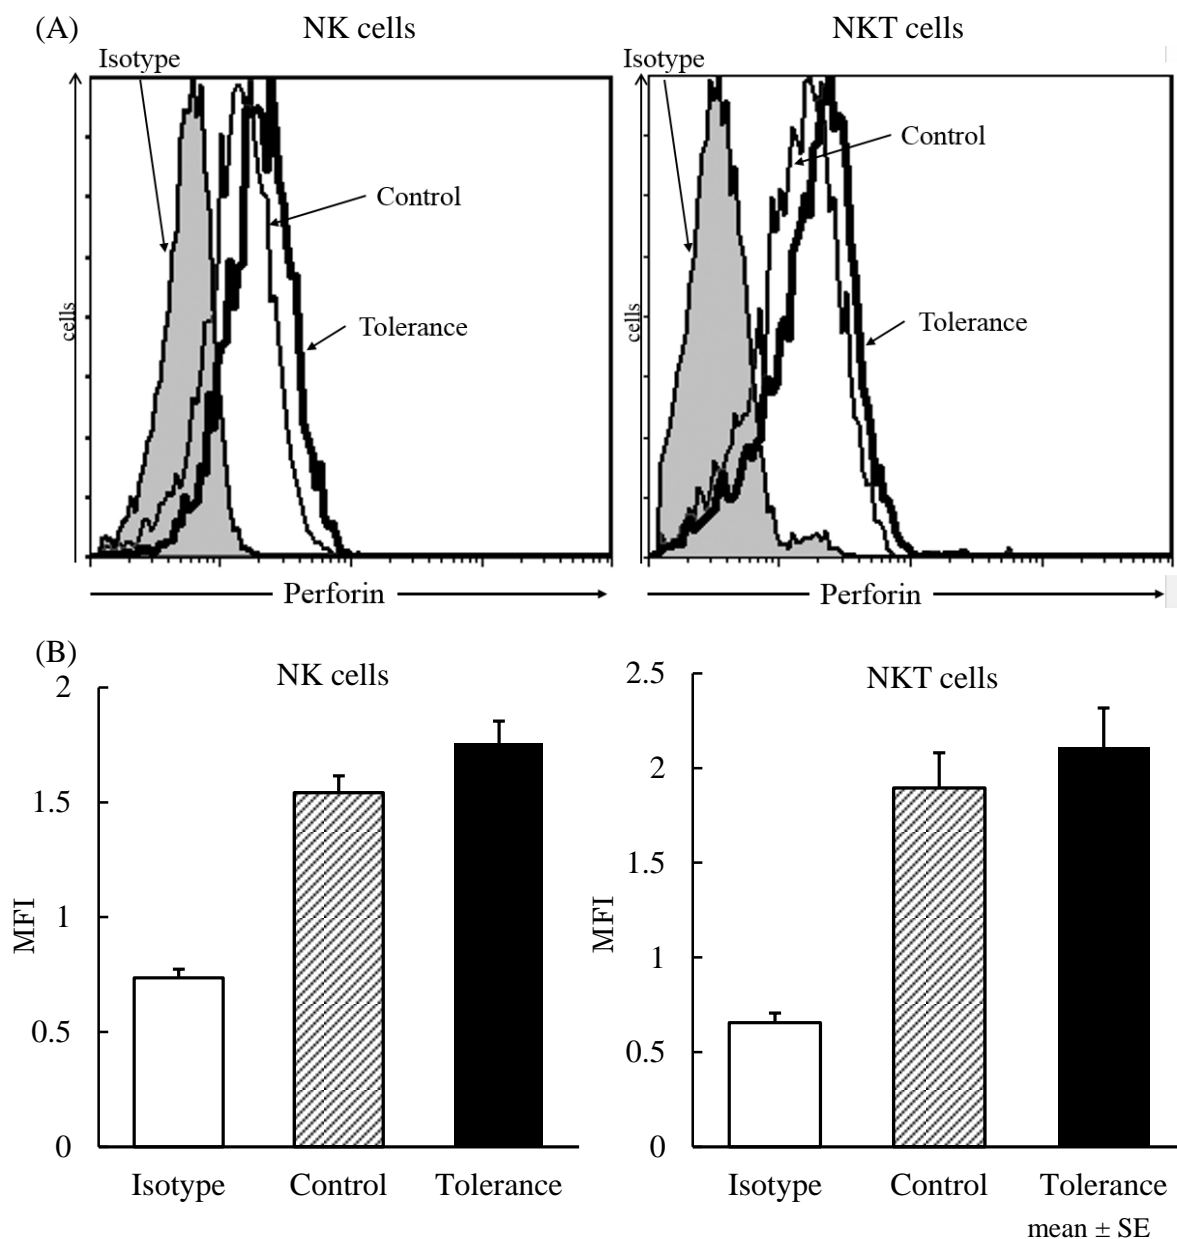 (A)
NK cells
NKT cells
Isotype
Isotype
Control
Control
Tolerance
Tolerance
cells
cells
Perforin
Perforin
(B)
NK cells
NKT cells
2
1.5
1
0.5
0
MFI
Isotype
Control
Tolerance
2.5
2
1.5
1
0.5
0
MFI
Isotype
Control
Tolerance
mean ± SE